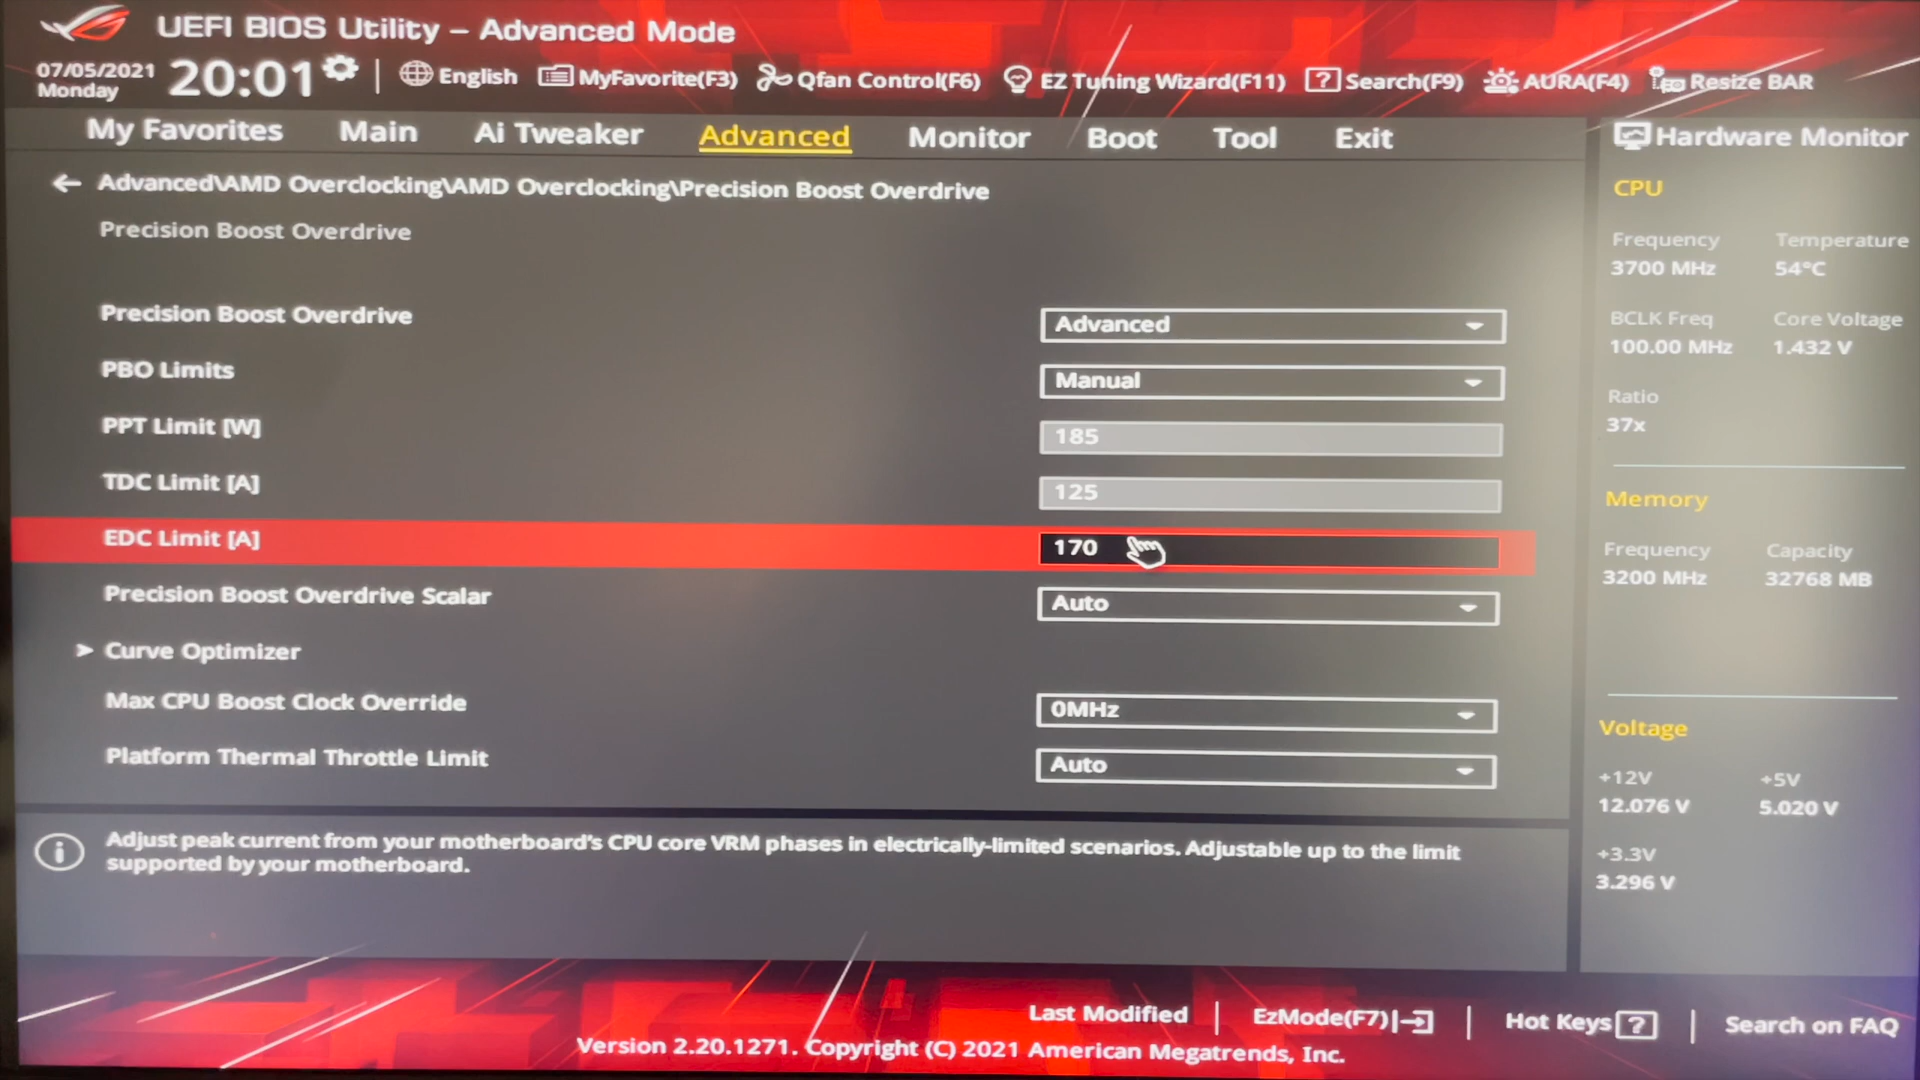 UEFI BIOS Utility – Advanced Mode
07/05/2021
Monday
20:01
English
MyFavorite(F3)
Qfan Control(F6)
EZ Tuning Wizard(F11)
Search(F9)
AURA(F4)
Resize BAR
My Favorites
Main
Ai Tweaker
Advanced
Monitor
Boot
Tool
Exit
Advanced\AMD Overclocking\AMD Overclocking\Precision Boost Overdrive
Precision Boost Overdrive
Precision Boost Overdrive
Advanced
PBO Limits
Manual
PPT Limit [W]
185
TDC Limit [A]
125
EDC Limit [A]
170
Precision Boost Overdrive Scalar
Auto
Curve Optimizer
Max CPU Boost Clock Override
0MHz
Platform Thermal Throttle Limit
Auto
Adjust peak current from your motherboard's CPU core VRM phases in electrically-limited scenarios. Adjustable up to the limit
supported by your motherboard.
Hardware Monitor
CPU
Frequency Temperature
3700 MHz 54°C
BCLK Freq Core Voltage
100.00 MHz 1.432 V
Ratio
37x
Memory
Frequency Capacity
3200 MHz 32768 MB
Voltage
+12V +5V
12.076 V 5.020 V
+3.3V
3.296 V
Last Modified
EzMode(F7)
Hot Keys ?
Search on FAQ
Version 2.20.1271. Copyright (C) 2021 American Megatrends, Inc.